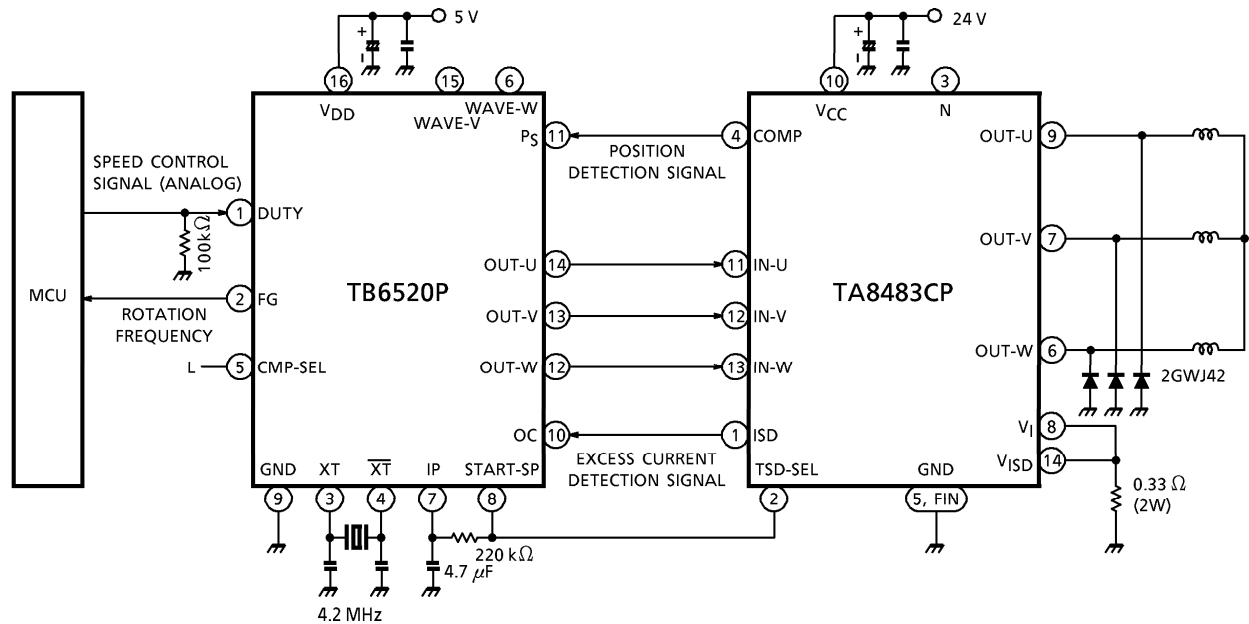 +
-
5 V
+
-
24 V
16
15
6
10
3
VDD
WAVE-V
WAVE-W
VCC
N
PS
11
4
COMP
OUT-U
9
POSITION
DETECTION SIGNAL
SPEED CONTROL
SIGNAL (ANALOG)
1
DUTY
100kΩ
OUT-V
7
MCU
2
FG
ROTATION
FREQUENCY
TB6520P
TA8483CP
OUT-U
14
11
IN-U
OUT-V
13
12
IN-V
OUT-W
12
13
IN-W
OUT-W
6
2GWJ42
L
5
CMP-SEL
OC
10
1
ISD
EXCESS CURRENT
DETECTION SIGNAL
VI
8
VISD
14
0.33 Ω
(2W)
GND
XT
X̅T̅
IP
START-SP
TSD-SEL
GND
9
3
4
7
8
2
5, FIN
220 kΩ
4.7 μF
4.2 MHz